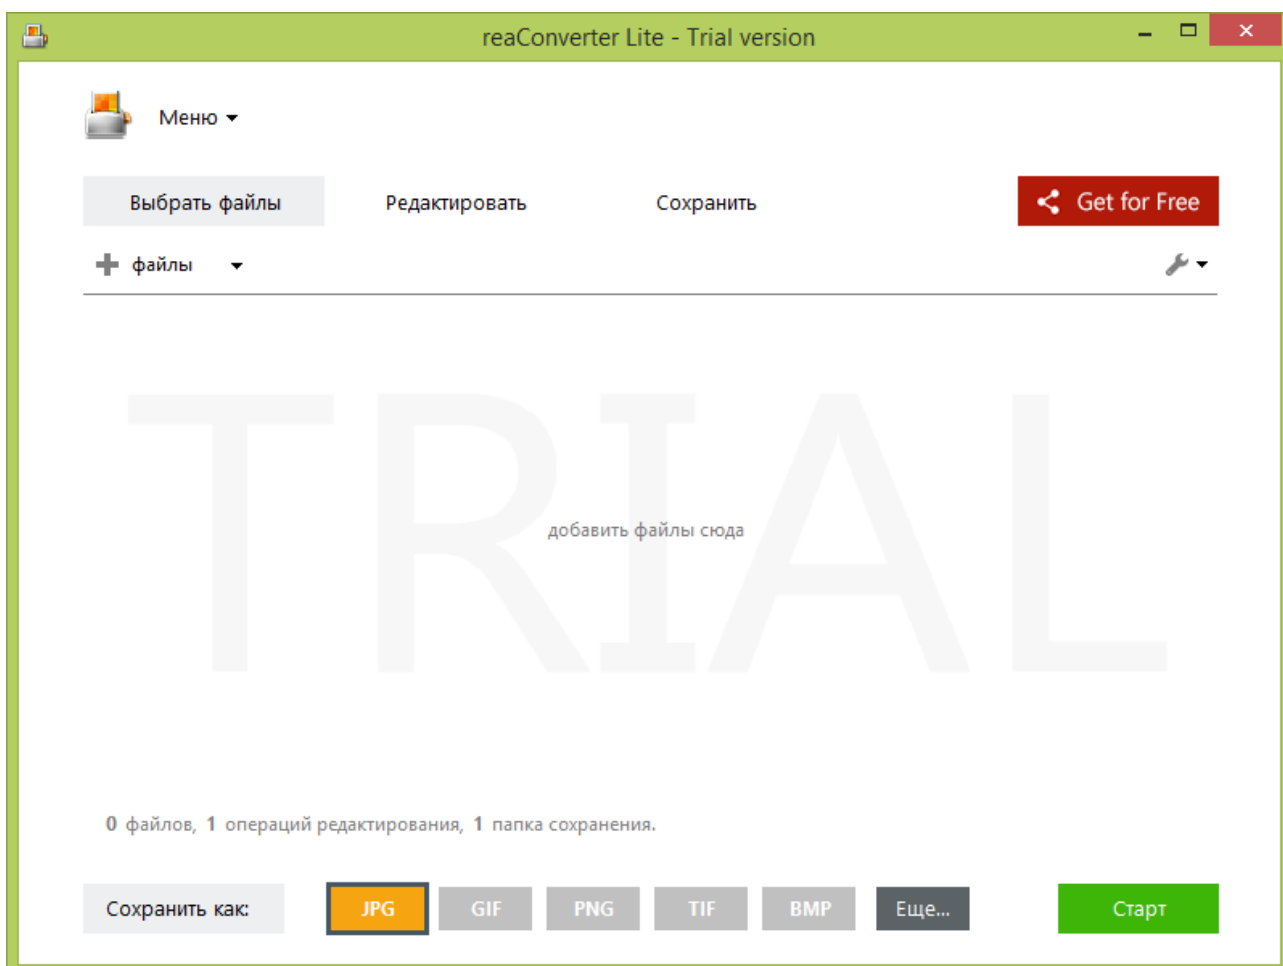 reaConverter Lite - Trial version
Меню
Выбрать файлы Редактировать Сохранить Get for Free
файлы
TRIAL
добавить файлы сюда
0 файлов, 1 операций редактирования, 1 папка сохранения.
Сохранить как: JPG GIF PNG TIF BMP Еще... Старт